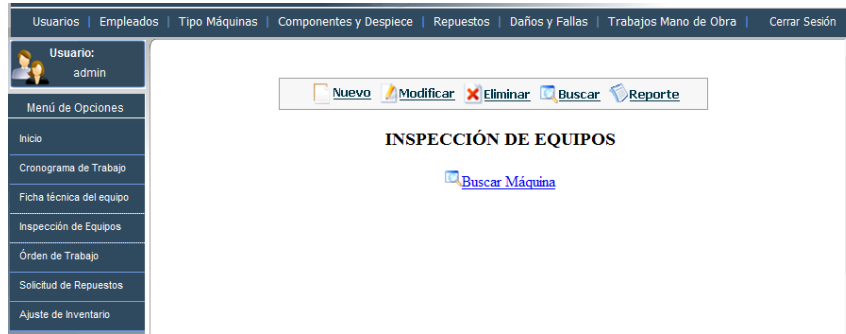 Usuarios | Empleados | Tipo Máquinas | Componentes y Despiece | Repuestos | Daños y Fallas | Trabajos Mano de Obra | Cerrar Sesión
Usuario:
admin
Menú de Opciones
Inicio
Cronograma de Trabajo
Ficha técnica del equipo
Inspección de Equipos
Órden de Trabajo
Solicitud de Repuestos
Ajuste de Inventario
Nuevo Modificar Eliminar Buscar Reporte
INSPECCIÓN DE EQUIPOS
Buscar Máquina